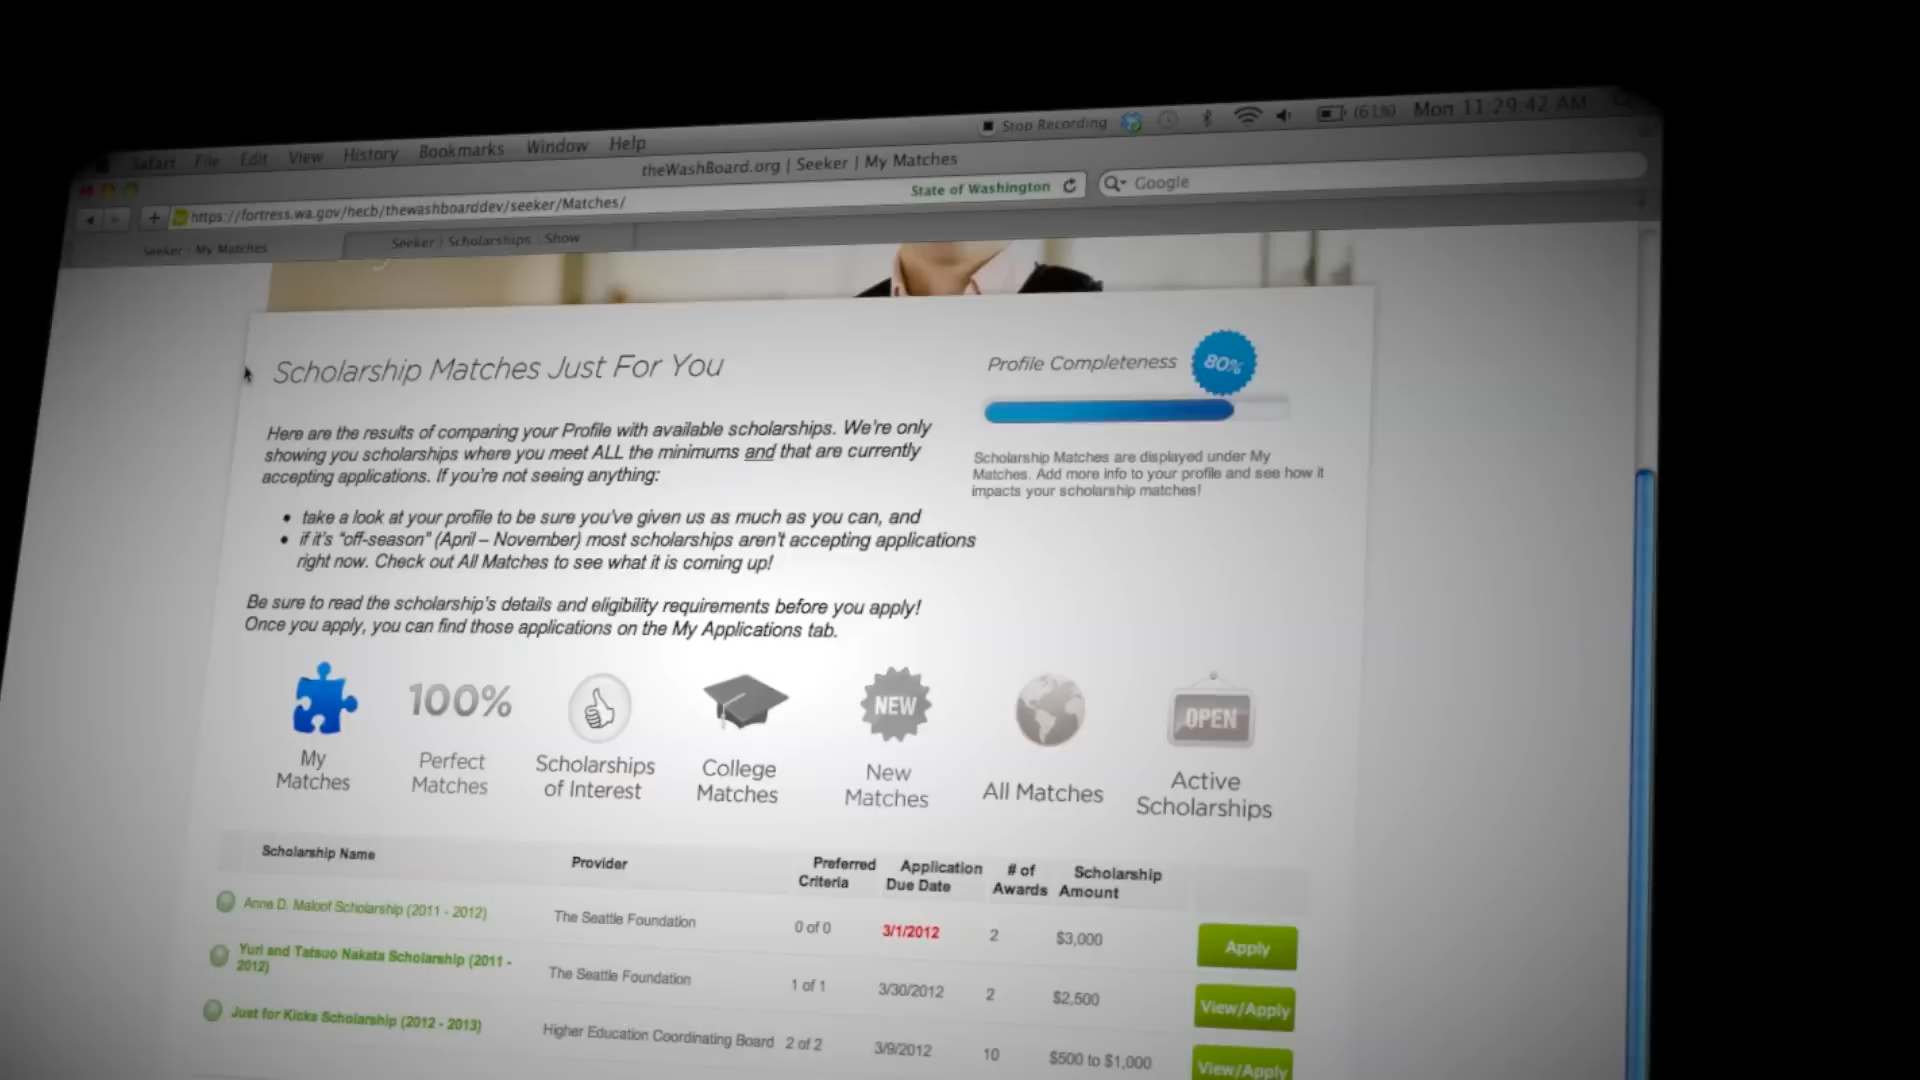 Safari File Edit View History Bookmarks Window Help
Stop Recording (61%) Mon 11:29:42 AM
theWashBoard.org | Seeker | My Matches
https://fortress.wa.gov/hecb/thewashboarddev/seeker/Matches/
State of Washington
Google
Seeker | My Matches
Seeker | Scholarships | Show
Scholarship Matches Just For You
Here are the results of comparing your Profile with available scholarships. We're only
showing you scholarships where you meet ALL the minimums and that are currently
accepting applications. If you're not seeing anything:
• take a look at your profile to be sure you've given us as much as you can, and
• if it's "off-season" (April – November) most scholarships aren't accepting applications
right now. Check out All Matches to see what it is coming up!
Be sure to read the scholarship's details and eligibility requirements before you apply!
Once you apply, you can find those applications on the My Applications tab.
Profile Completeness 80%
Scholarship Matches are displayed under My
Matches. Add more info to your profile and see how it
impacts your scholarship matches!
My
Matches
100%
Perfect
Matches
Scholarships
of Interest
College
Matches
NEW
New
Matches
All Matches
OPEN
Active
Scholarships
Scholarship Name
Provider
Preferred
Criteria
Application
Due Date
# of
Awards
Scholarship
Amount
Anne D. Maloof Scholarship (2011 - 2012)
The Seattle Foundation
0 of 0
3/1/2012
2
$3,000
Apply
Yuri and Tatsuo Nakata Scholarship (2011 -
2012)
The Seattle Foundation
1 of 1
3/30/2012
2
$2,500
View/Apply
Just for Kicks Scholarship (2012 - 2013)
Higher Education Coordinating Board
2 of 2
3/9/2012
10
$500 to $1,000
View/Apply